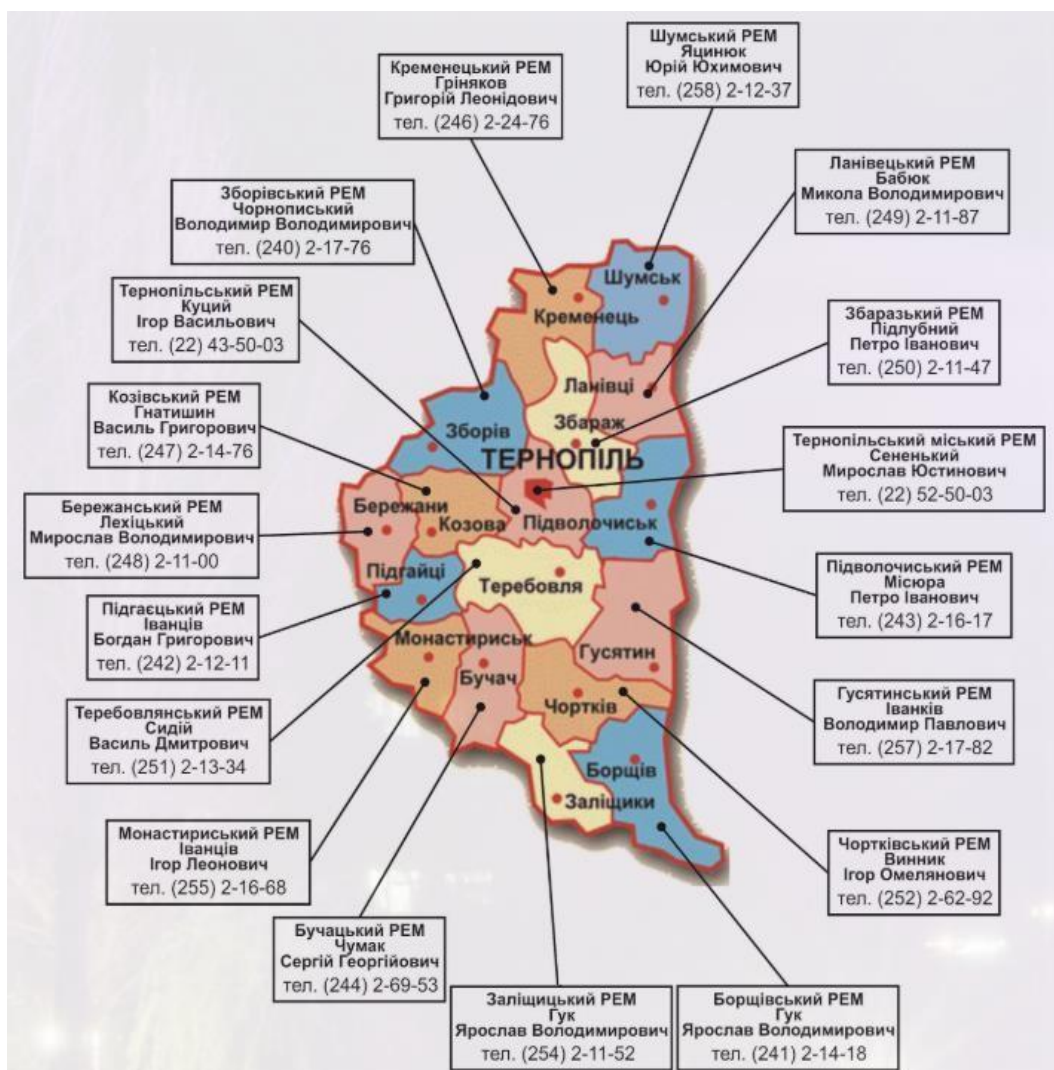 Шумський РЕМ
Яцинюк
Юрій Юхимович
тел. (258) 2-12-37
Кременецький РЕМ
Гріняков
Григорій Леонідович
тел. (246) 2-24-76
Ланівецький РЕМ
Бабюк
Микола Володимирович
тел. (249) 2-11-87
Зборівський РЕМ
Чорнописький
Володимир Володимирович
тел. (240) 2-17-76
Тернопільський РЕМ
Куций
Ігор Васильович
тел. (22) 43-50-03
Збаразький РЕМ
Підлубний
Петро Іванович
тел. (250) 2-11-47
Козівський РЕМ
Гнатишин
Василь Григорович
тел. (247) 2-14-76
Тернопільський міський РЕМ
Сененький
Мирослав Юстинович
тел. (22) 52-50-03
Бережанський РЕМ
Лехіцький
Мирослав Володимирович
тел. (248) 2-11-00
Підволочиський РЕМ
Місюра
Петро Іванович
тел. (243) 2-16-17
Підгаєцький РЕМ
Іванців
Богдан Григорович
тел. (242) 2-12-11
Гусятинський РЕМ
Іванків
Володимир Павлович
тел. (257) 2-17-82
Теребовлянський РЕМ
Сидій
Василь Дмитрович
тел. (251) 2-13-34
Монастириський РЕМ
Іванців
Ігор Леонович
тел. (255) 2-16-68
Чортківський РЕМ
Винник
Ігор Омелянович
тел. (252) 2-62-92
Бучацький РЕМ
Чумак
Сергій Георгійович
тел. (244) 2-69-53
Заліщицький РЕМ
Гук
Ярослав Володимирович
тел. (254) 2-11-52
Борщівський РЕМ
Гук
Ярослав Володимирович
тел. (241) 2-14-18
Шумськ
Кременець
Ланівці
Збараж
Зборів
ТЕРНОПІЛЬ
Бережани
Козова
Підволочиськ
Підгайці
Теребовля
Монастириськ
Гусятин
Бучач
Чортків
Борщів
Заліщики